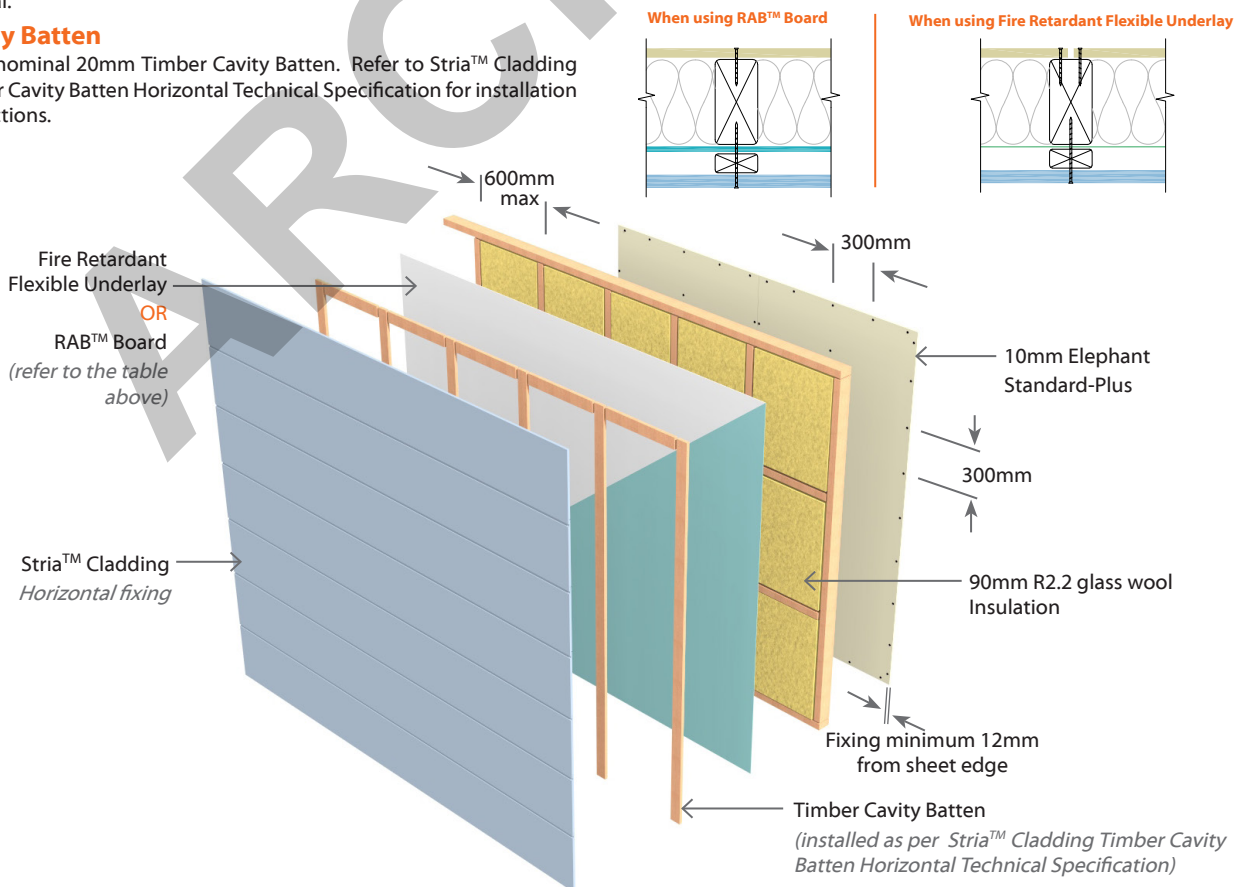 al.
y Batten
nominal 20mm Timber Cavity Batten. Refer to Stria™ Cladding
r Cavity Batten Horizontal Technical Specification for installation
ctions.
When using RAB™ Board
When using Fire Retardant Flexible Underlay
600mm
max
300mm
Fire Retardant
Flexible Underlay
OR
RAB™ Board
(refer to the table
above)
10mm Elephant
Standard-Plus
300mm
Stria™ Cladding
Horizontal fixing
90mm R2.2 glass wool
Insulation
Fixing minimum 12mm
from sheet edge
Timber Cavity Batten
(installed as per Stria™ Cladding Timber Cavity
Batten Horizontal Technical Specification)
ARC